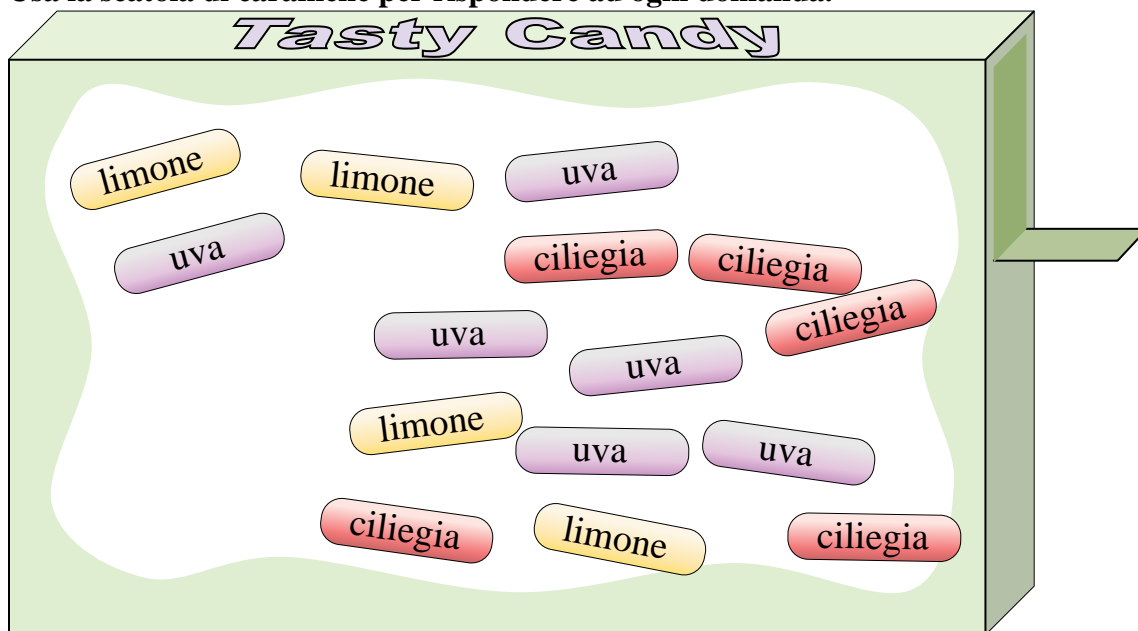 Usa la scatola di caramelle per rispondere ad ogni domanda.
Tasty Candy
limone
limone
uva
uva
ciliegia
ciliegia
ciliegia
uva
uva
limone
uva
uva
ciliegia
limone
ciliegia